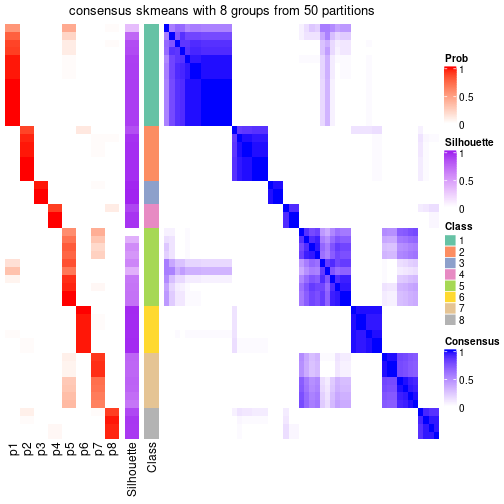 consensus skmeans with 8 groups from 50 partitions
p1
p2
p3
p4
p5
p6
p7
p8
Silhouette
Class
Prob
1
0.5
0
Silhouette
1
0.5
0
Class
1
2
3
4
5
6
7
8
Consensus
1
0.5
0